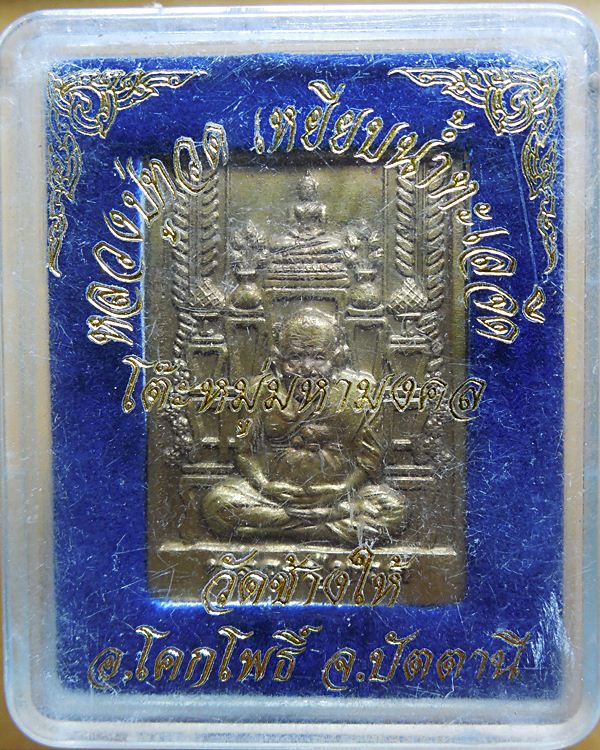 หลวงปู่ทวด เหยียบน้ำทะเลจืด
โต๊ะหมู่มหามงคล
วัดช้างให้
อ.โคกโพธิ์ จ.ปัตตานี